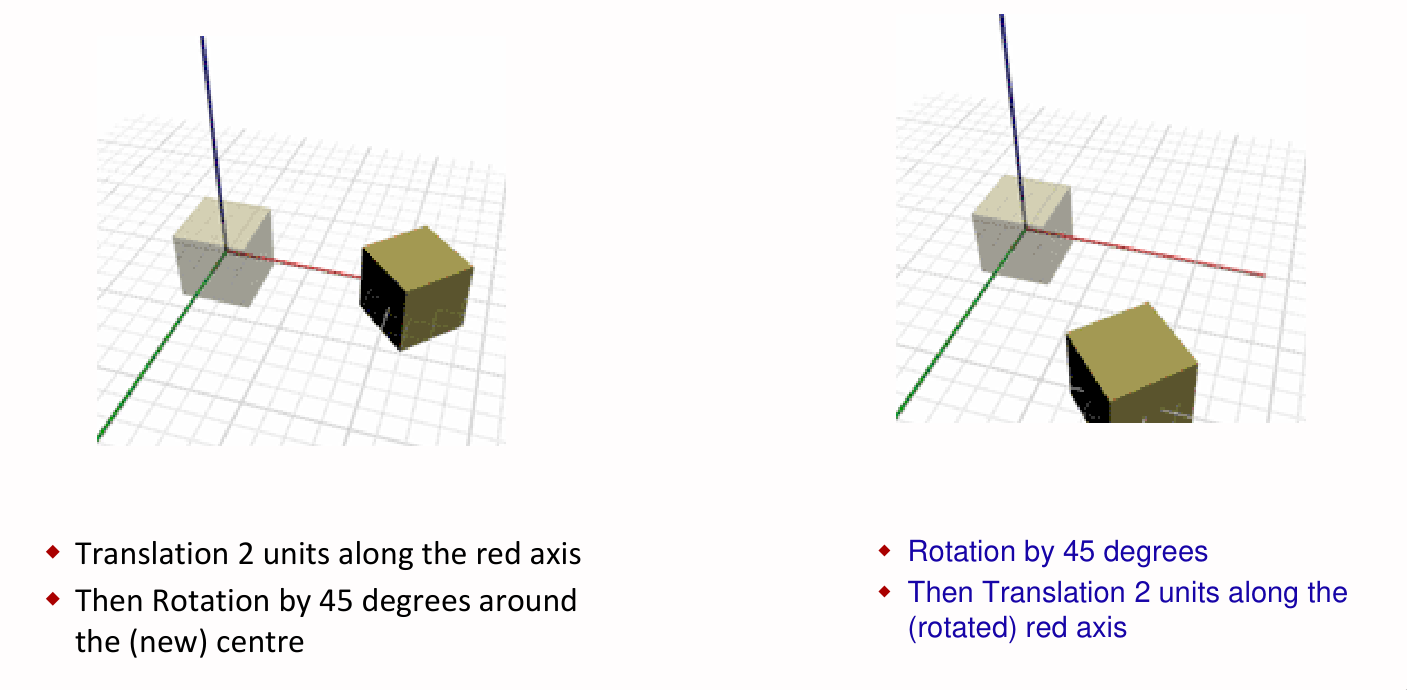 Translation 2 units along the red axis
Then Rotation by 45 degrees around
the (new) centre
Rotation by 45 degrees
Then Translation 2 units along the
(rotated) red axis